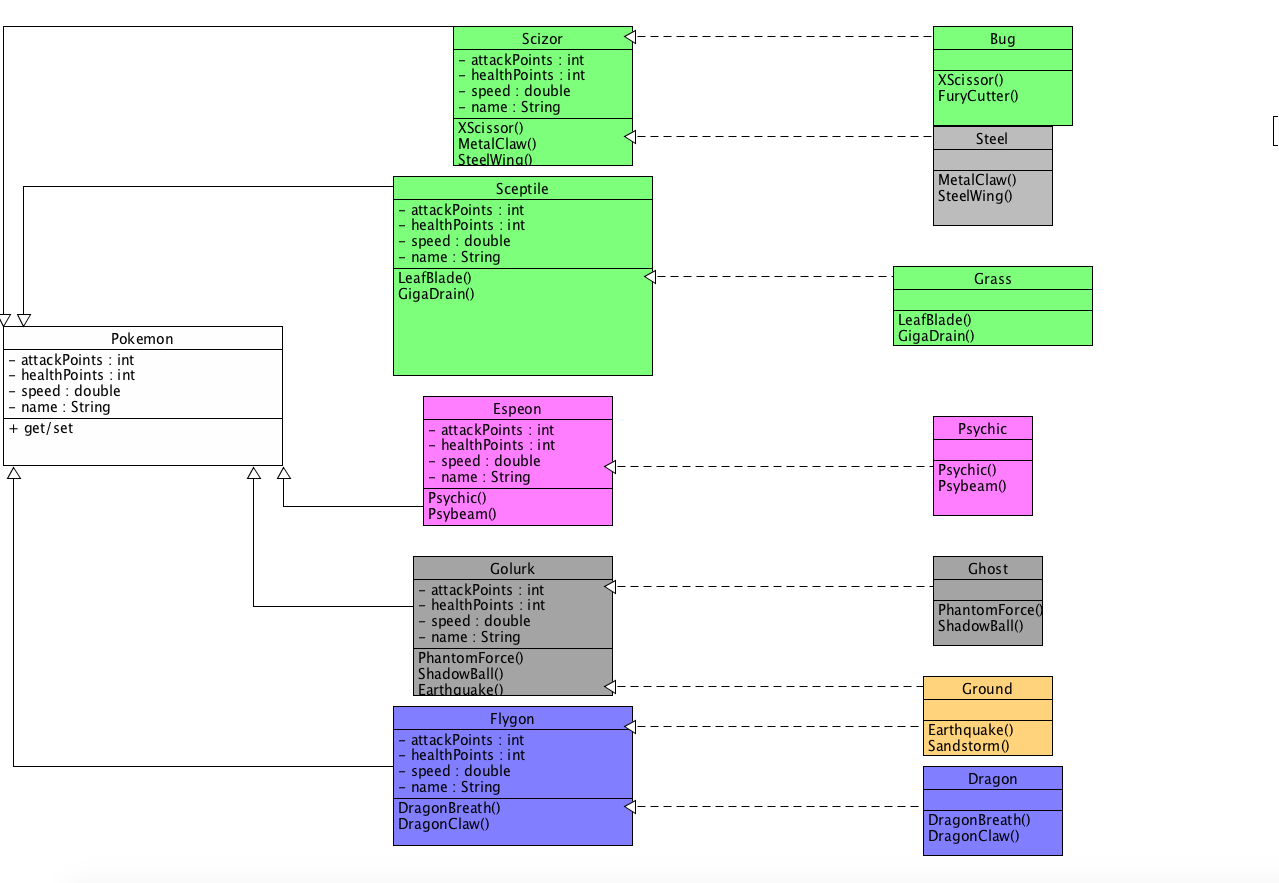 Scizor
- attackPoints : int
- healthPoints : int
- speed : double
- name : String
XScissor()
MetalClaw()
SteelWing()
Bug
XScissor()
FuryCutter()
Steel
MetalClaw()
SteelWing()
Sceptile
- attackPoints : int
- healthPoints : int
- speed : double
- name : String
LeafBlade()
GigaDrain()
Grass
LeafBlade()
GigaDrain()
Pokemon
- attackPoints : int
- healthPoints : int
- speed : double
- name : String
+ get/set
Espeon
- attackPoints : int
- healthPoints : int
- speed : double
- name : String
Psychic()
Psybeam()
Psychic
Psychic()
Psybeam()
Golurk
- attackPoints : int
- healthPoints : int
- speed : double
- name : String
PhantomForce()
ShadowBall()
Earthquake()
Ghost
PhantomForce()
ShadowBall()
Ground
Earthquake()
Sandstorm()
Flygon
- attackPoints : int
- healthPoints : int
- speed : double
- name : String
DragonBreath()
DragonClaw()
Dragon
DragonBreath()
DragonClaw()